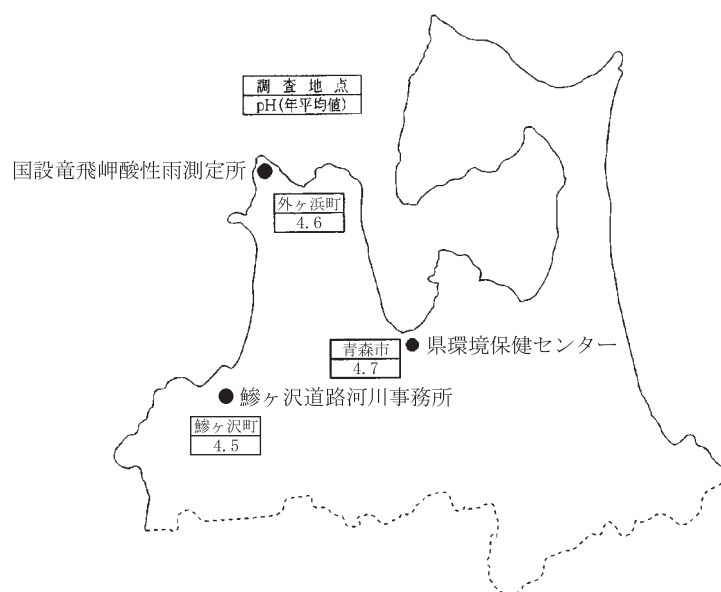 調査地点
pH(年平均値)
国設竜飛岬酸性雨測定所
外ヶ浜町
4.6
青森市
4.7
県環境保健センター
鰺ヶ沢道路河川事務所
鰺ヶ沢町
4.5